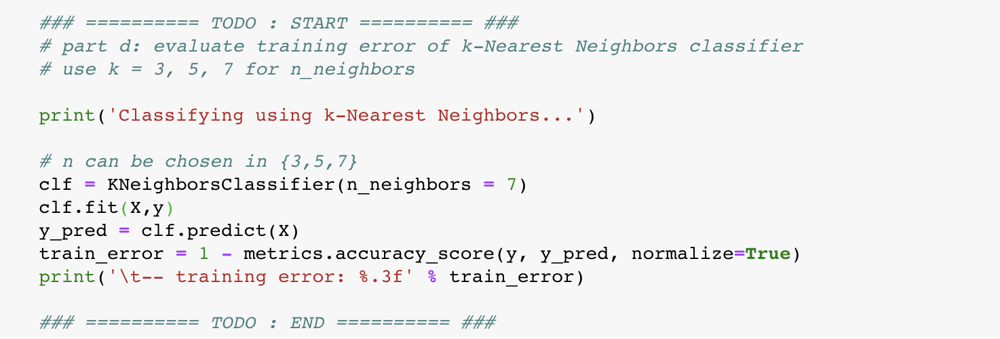 ### ========== TODO : START ========== ###
# part d: evaluate training error of k-Nearest Neighbors classifier
# use k = 3, 5, 7 for n_neighbors
print('Classifying using k-Nearest Neighbors...')
# n can be chosen in {3,5,7}
clf = KNeighborsClassifier(n_neighbors = 7)
clf.fit(X,y)
y_pred = clf.predict(X)
train_error = 1 - metrics.accuracy_score(y, y_pred, normalize=True)
print('\t-- training error: %.3f' % train_error)
### ========== TODO : END ========== ###